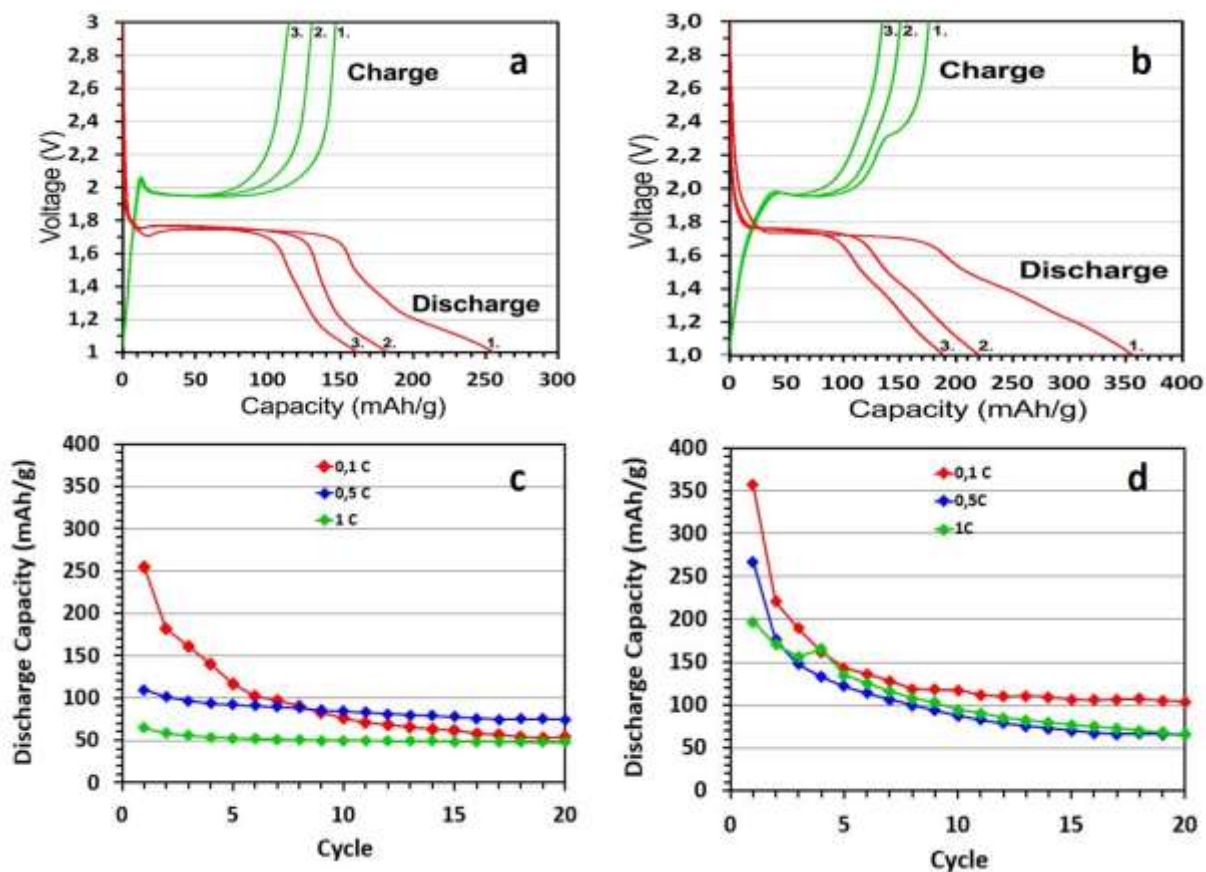 a
3. 2. 1.
Charge
Discharge
3. 2. 1.
Voltage (V)
3
2,8
2,6
2,4
2,2
2
1,8
1,6
1,4
1,2
1
0 50 100 150 200 250 300
Capacity (mAh/g)
b
3. 2. 1.
Charge
Discharge
3. 2. 1.
Voltage (V)
3,0
2,8
2,6
2,4
2,2
2,0
1,8
1,6
1,4
1,2
1,0
0 50 100 150 200 250 300 350 400
Capacity (mAh/g)
c
0,1 C
0,5 C
1 C
Discharge Capacity (mAh/g)
400
350
300
250
200
150
100
50
0
0 5 10 15 20
Cycle
d
0,1 C
0,5C
1C
Discharge Capacity (mAh/g)
400
350
300
250
200
150
100
50
0
0 5 10 15 20
Cycle